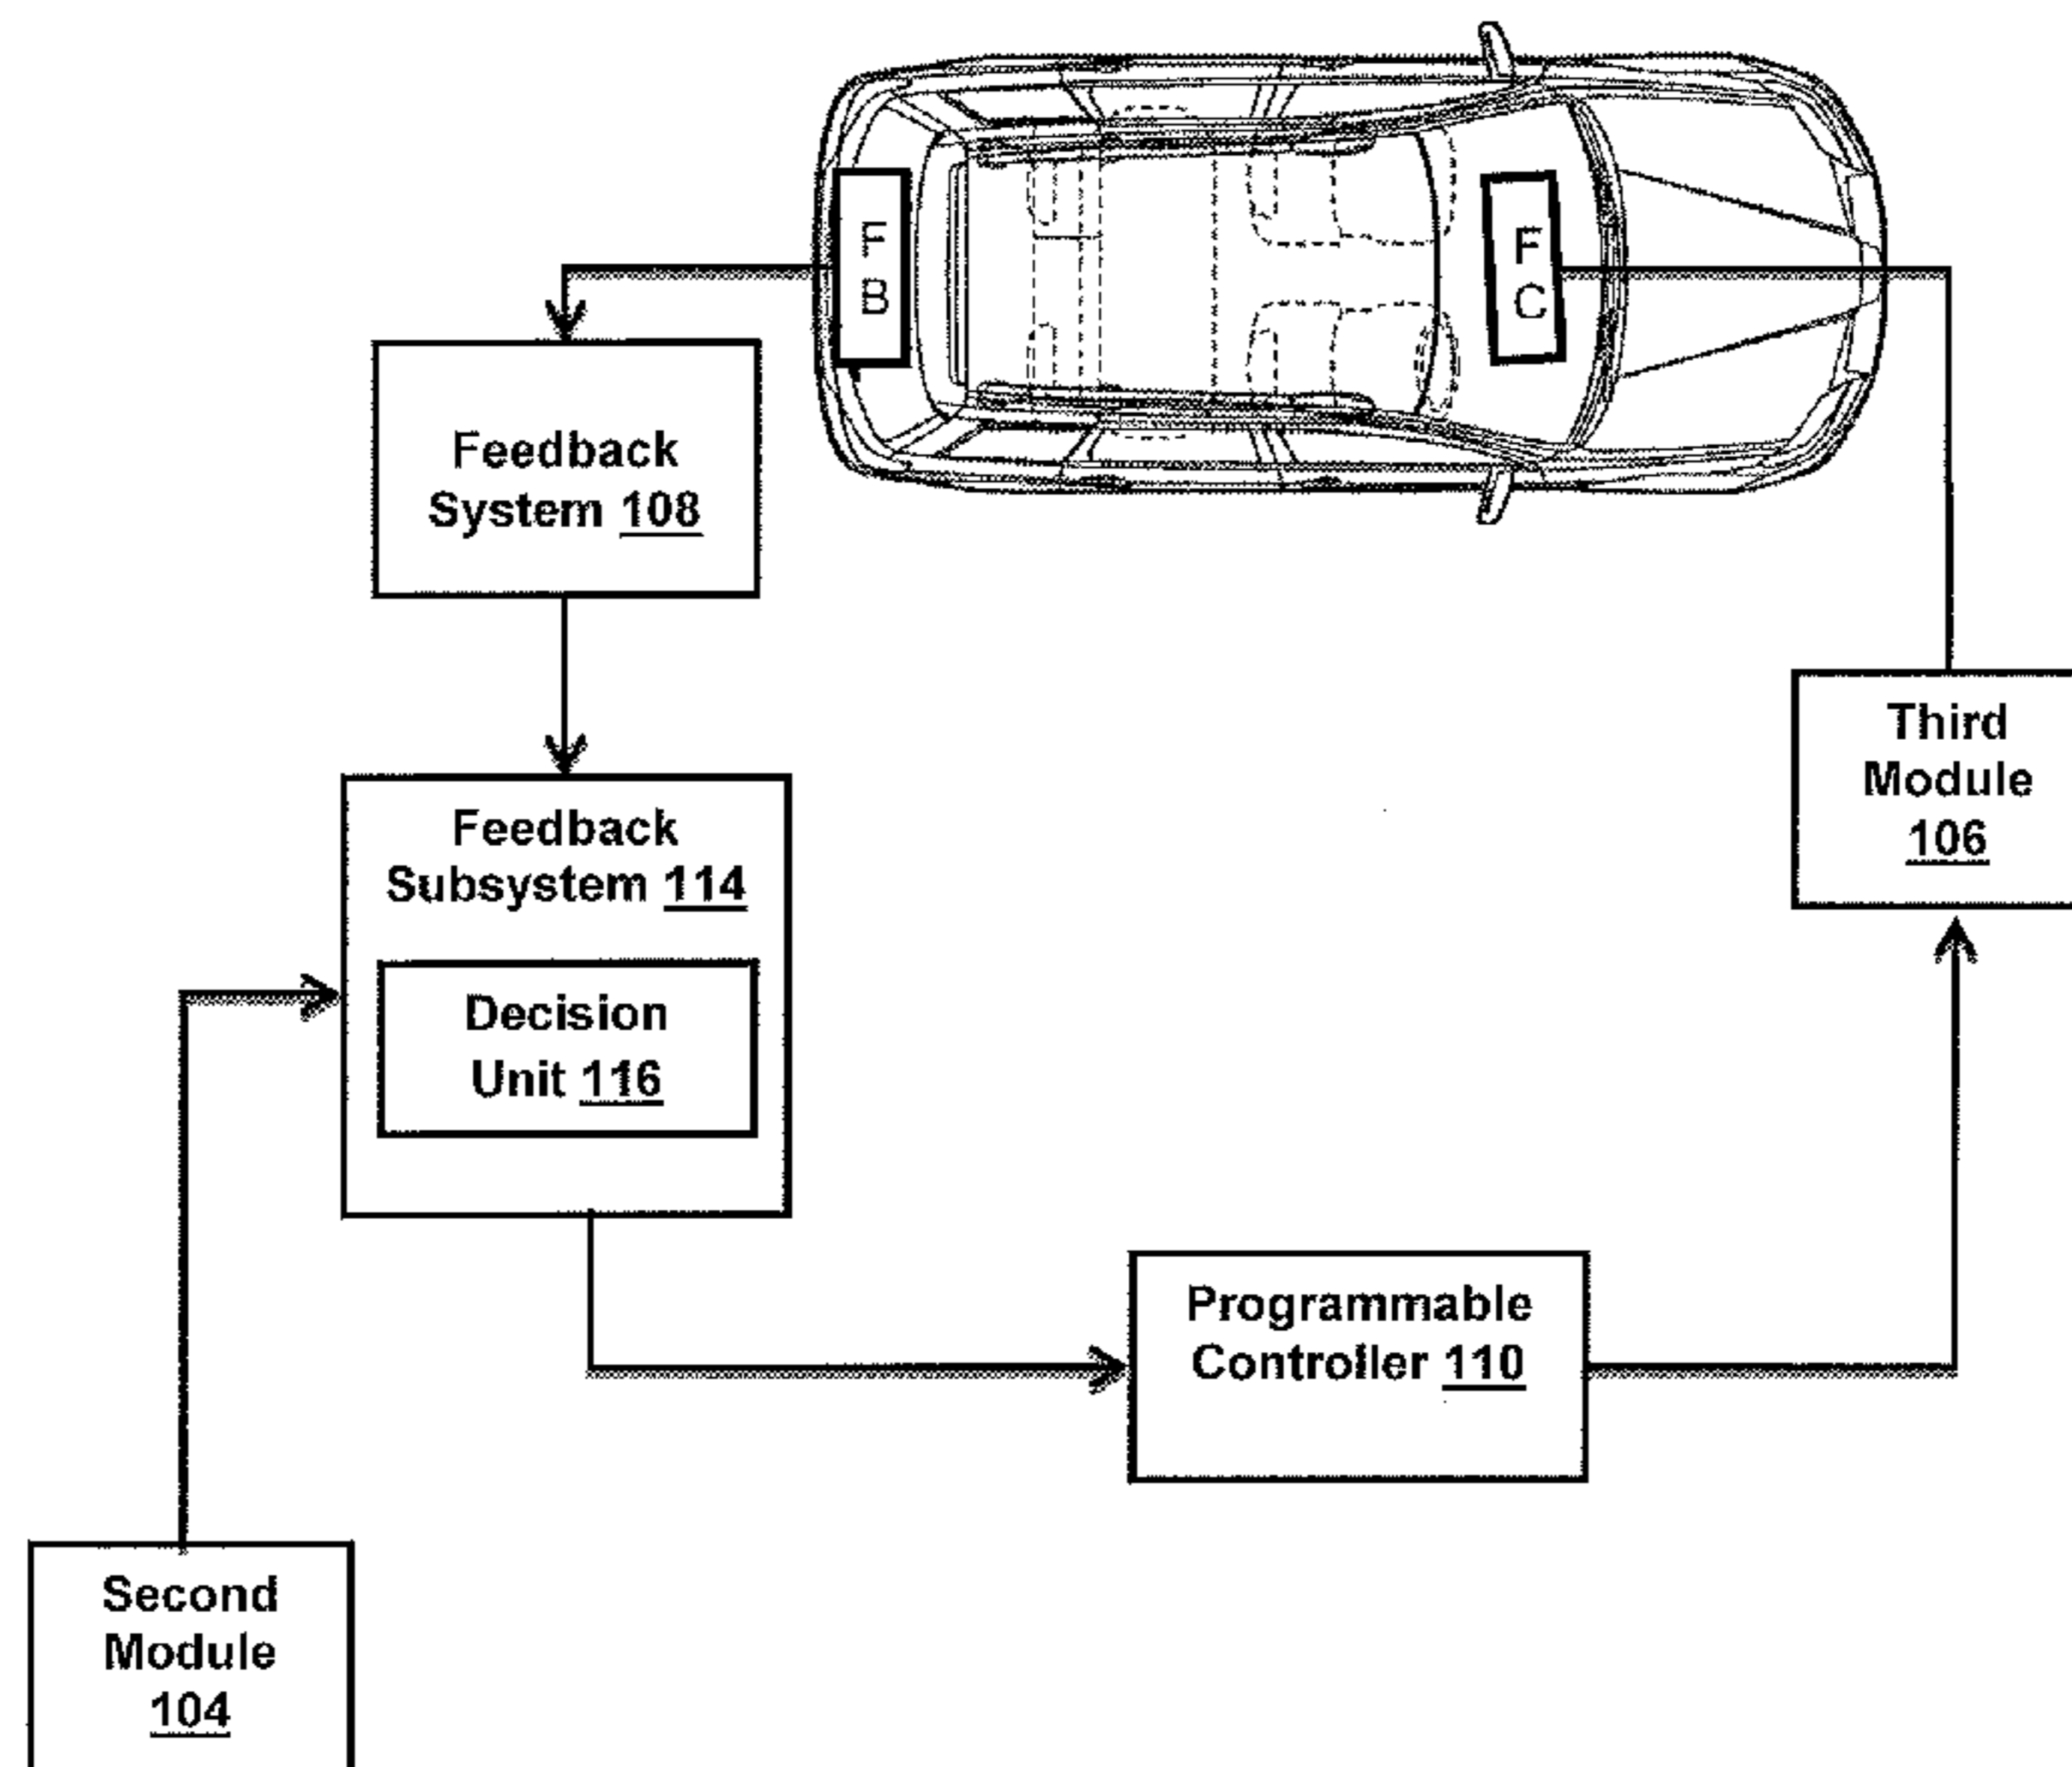 F
B
F
C
Feedback
System 108
Third
Module
106
Feedback
Subsystem 114
Decision
Unit 116
Programmable
Controller 110
Second
Module
104